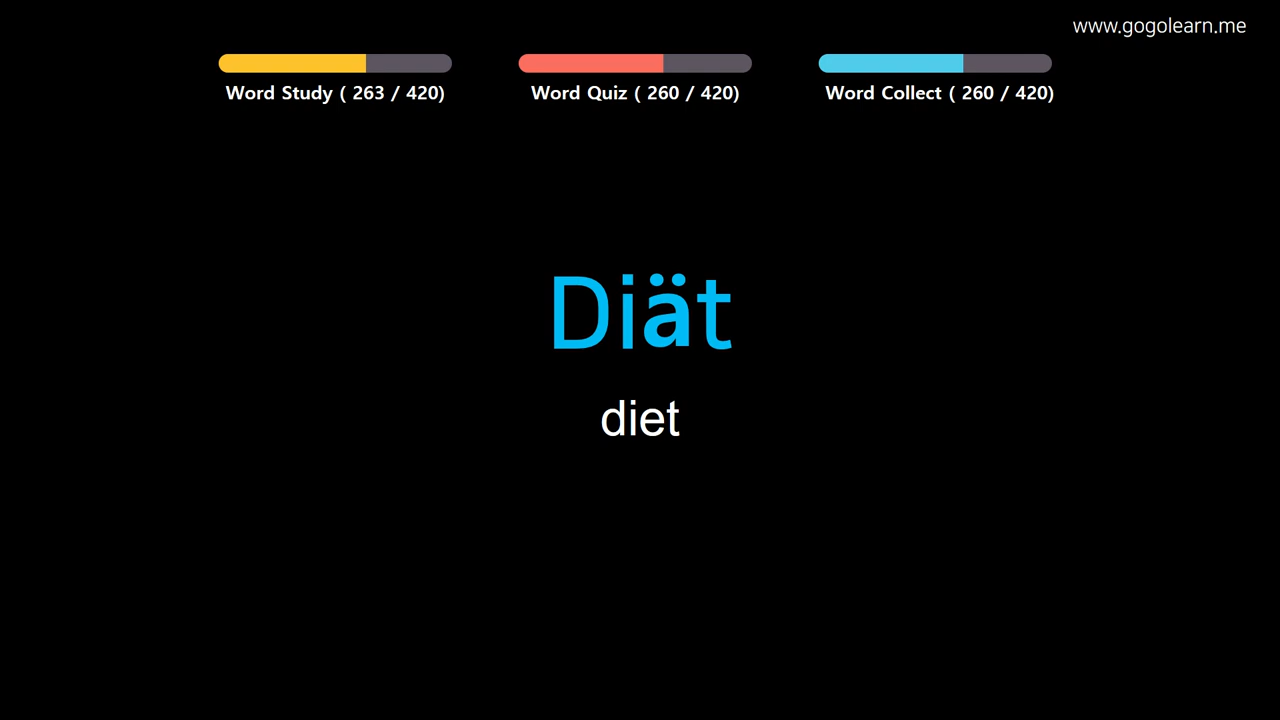 www.gogolearn.me
Word Study ( 263 / 420)
Word Quiz ( 260 / 420)
Word Collect ( 260 / 420)
Diät
diet